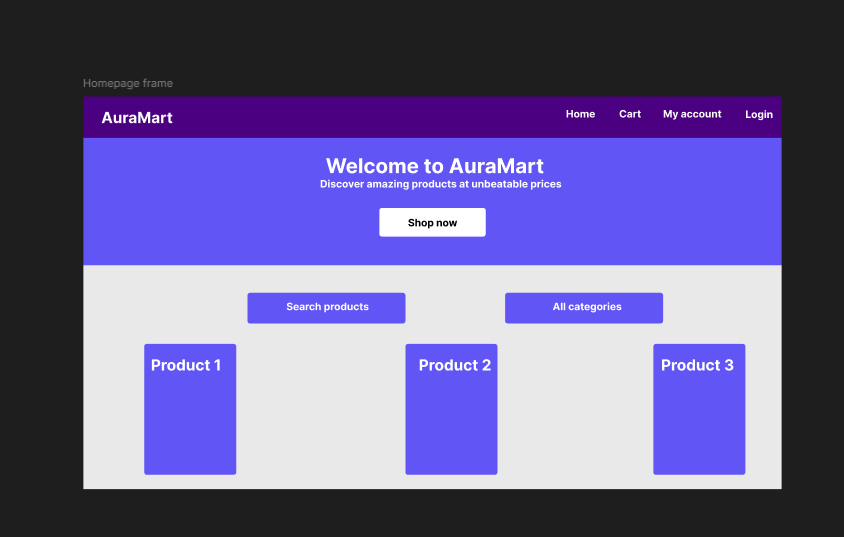 Homepage frame
AuraMart
Home
Cart
My account
Login
Welcome to AuraMart
Discover amazing products at unbeatable prices
Shop now
Search products
All categories
Product 1
Product 2
Product 3